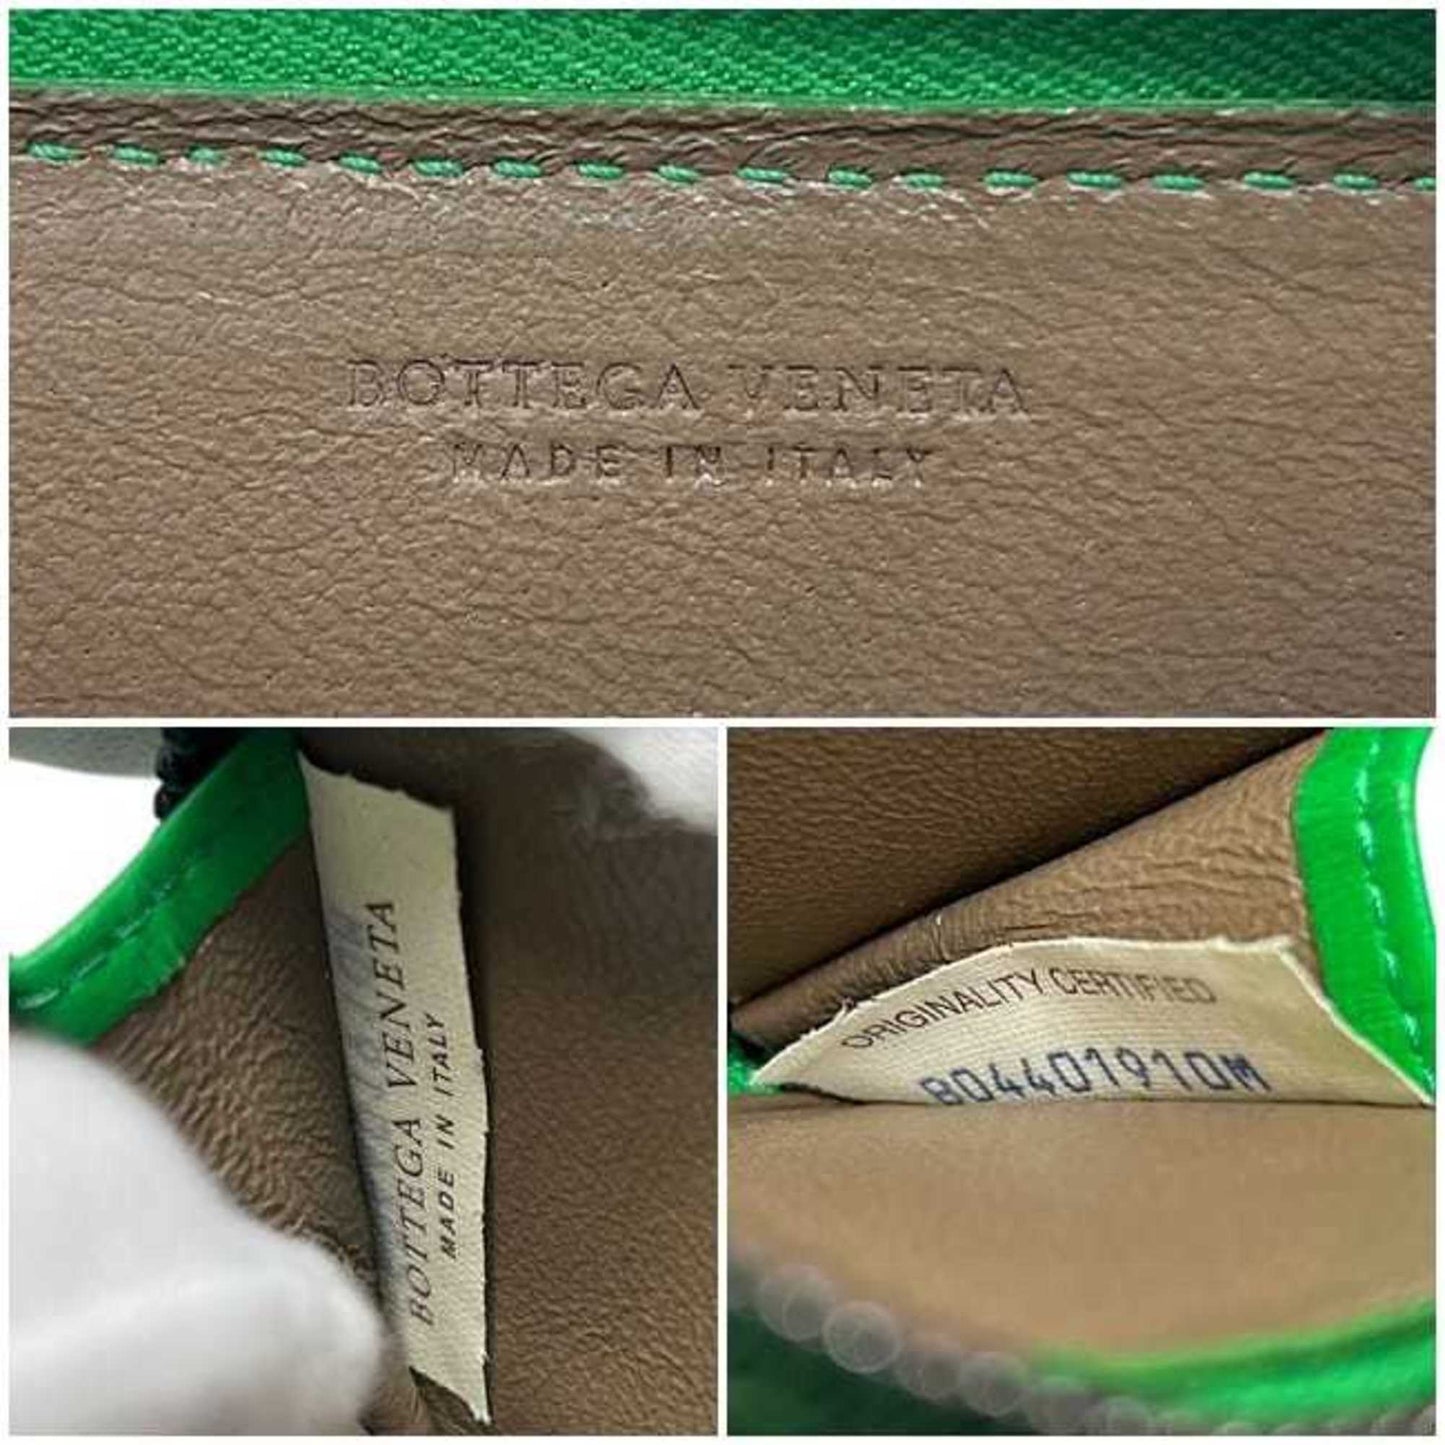 BOTTEGA VENETA
MADE IN ITALY
BOTTEGA VENETA
MADE IN ITALY
ORIGINALITY CERTIFIED
B04401910M